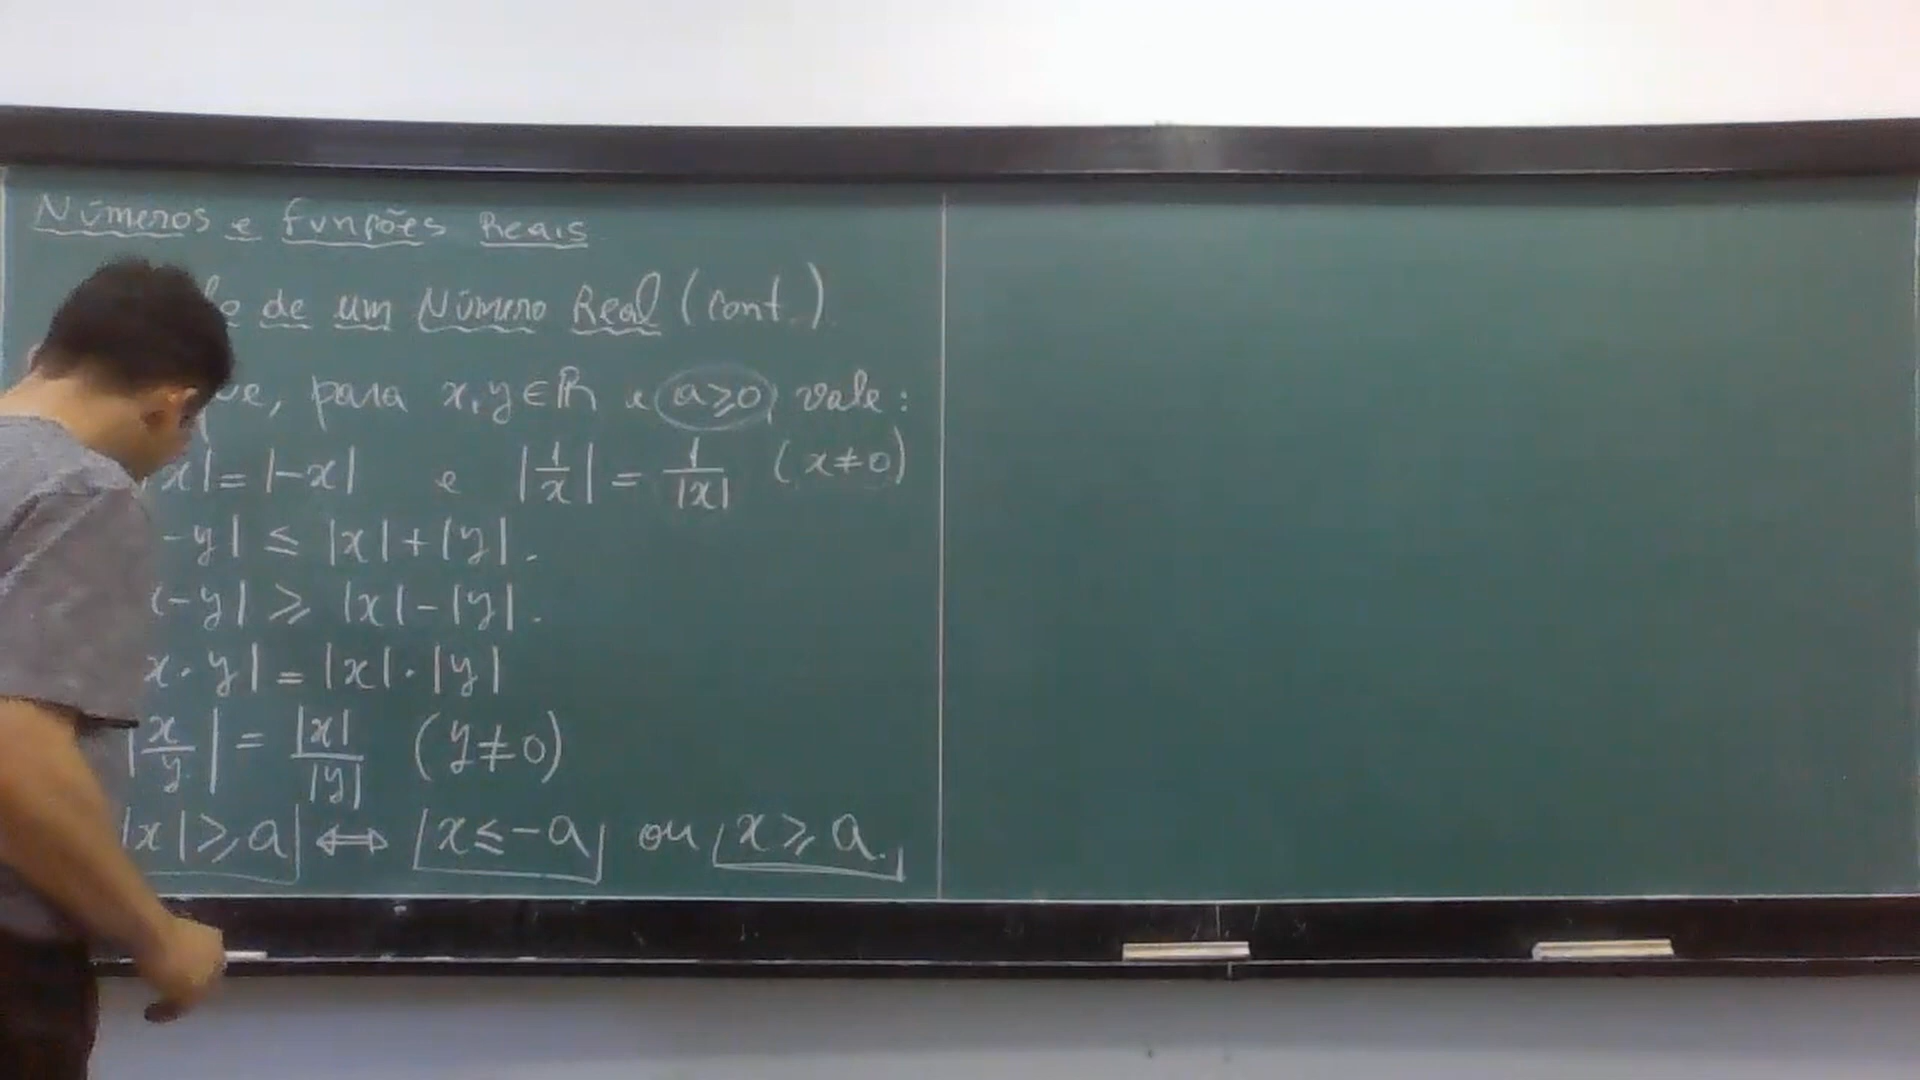 Números e Funções Reais
de um Número Real (cont.)
para x, y ∈ ℝ e a ≥ 0, vale:
x| = |-x| e |1/x| = 1/|x| (x ≠ 0)
-y| ≤ |x| + |y|.
-y| ≥ |x| - |y|.
x · y| = |x| · |y|
|x/y| = |x|/|y| (y ≠ 0)
|x| ≥ a ⇔ x ≤ -a ou x ≥ a.